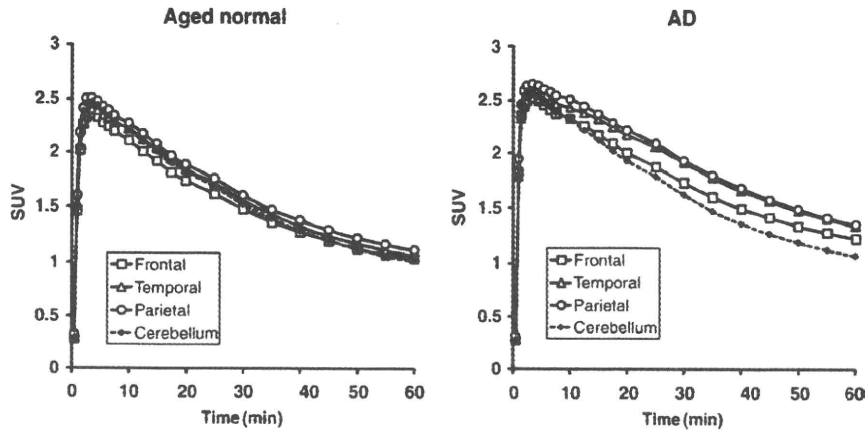 Aged normal
3
2.5
2
1.5
1
0.5
0
SUV
Frontal
Temporal
Parietal
Cerebellum
0 10 20 30 40 50 60
Time (min)
AD
3
2.5
2
1.5
1
0.5
0
SUV
Frontal
Temporal
Parietal
Cerebellum
0 10 20 30 40 50 60
Time (min)